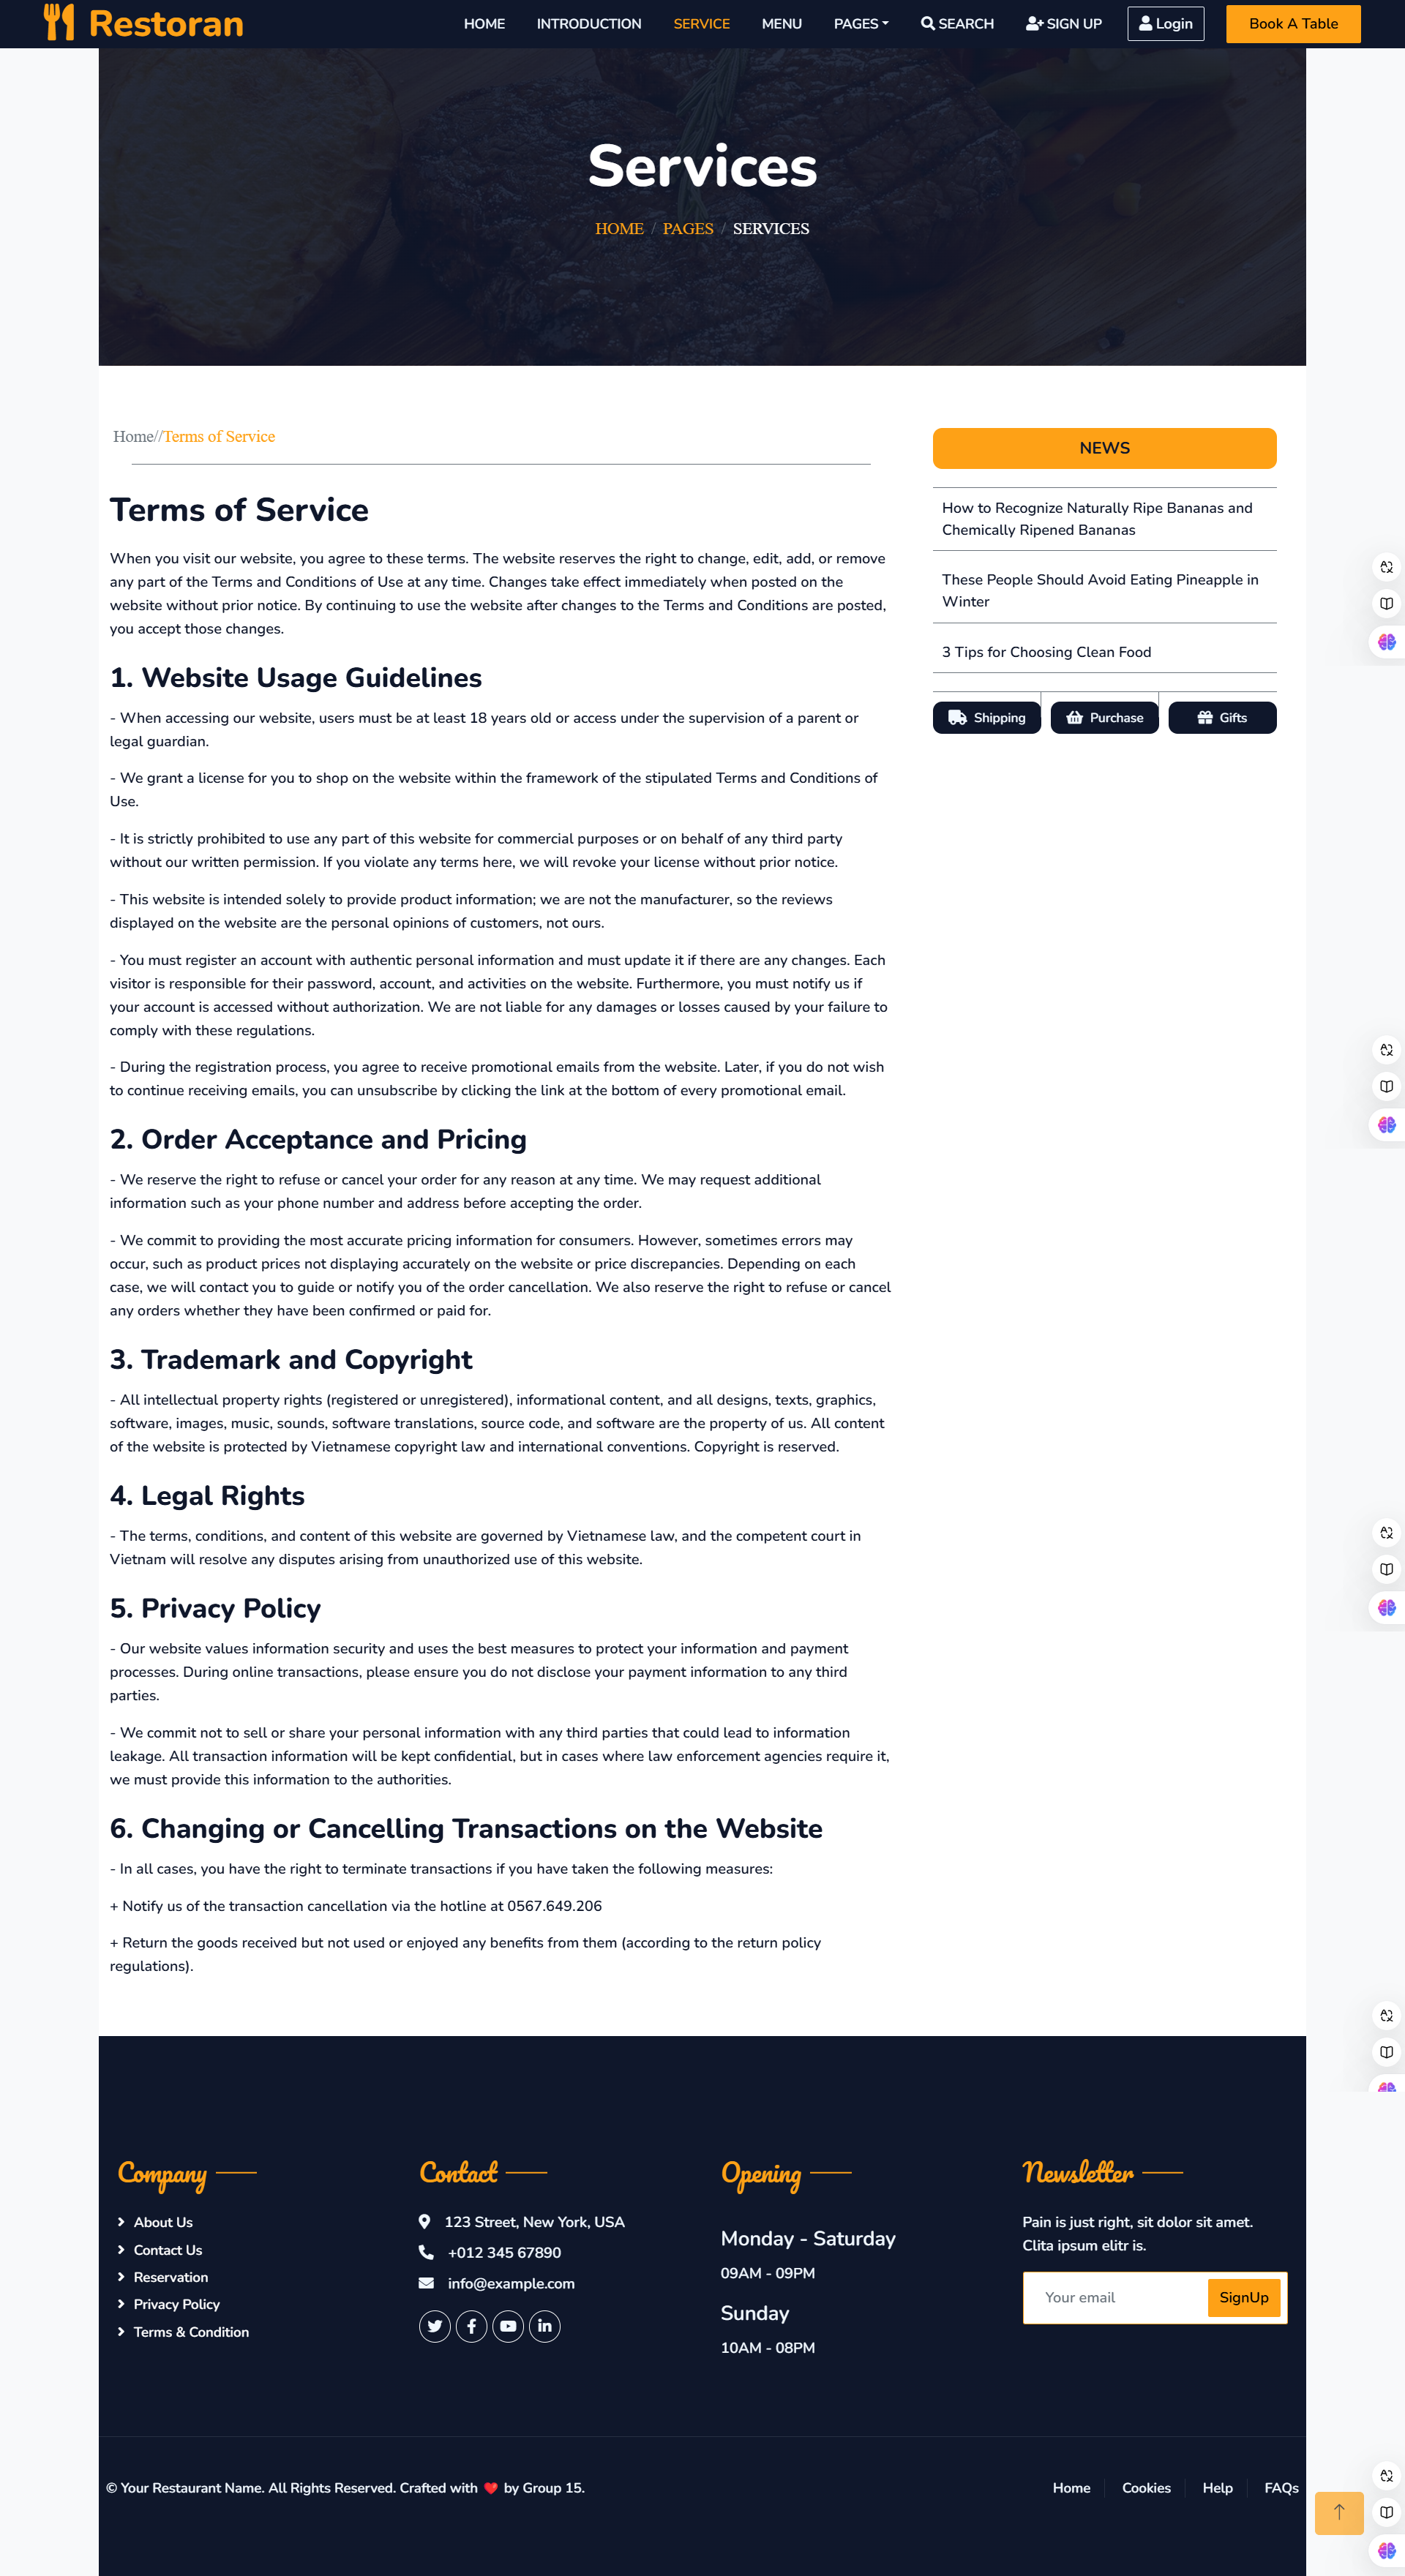 Restoran
HOME
INTRODUCTION
SERVICE
MENU
PAGES
SEARCH
SIGN UP
Login
Book A Table
Services
HOME / PAGES / SERVICES
Home//Terms of Service
Terms of Service
When you visit our website, you agree to these terms. The website reserves the right to change, edit, add, or remove
any part of the Terms and Conditions of Use at any time. Changes take effect immediately when posted on the
website without prior notice. By continuing to use the website after changes to the Terms and Conditions are posted,
you accept those changes.
1. Website Usage Guidelines
- When accessing our website, users must be at least 18 years old or access under the supervision of a parent or
legal guardian.
- We grant a license for you to shop on the website within the framework of the stipulated Terms and Conditions of
Use.
- It is strictly prohibited to use any part of this website for commercial purposes or on behalf of any third party
without our written permission. If you violate any terms here, we will revoke your license without prior notice.
- This website is intended solely to provide product information; we are not the manufacturer, so the reviews
displayed on the website are the personal opinions of customers, not ours.
- You must register an account with authentic personal information and must update it if there are any changes. Each
visitor is responsible for their password, account, and activities on the website. Furthermore, you must notify us if
your account is accessed without authorization. We are not liable for any damages or losses caused by your failure to
comply with these regulations.
- During the registration process, you agree to receive promotional emails from the website. Later, if you do not wish
to continue receiving emails, you can unsubscribe by clicking the link at the bottom of every promotional email.
2. Order Acceptance and Pricing
- We reserve the right to refuse or cancel your order for any reason at any time. We may request additional
information such as your phone number and address before accepting the order.
- We commit to providing the most accurate pricing information for consumers. However, sometimes errors may
occur, such as product prices not displaying accurately on the website or price discrepancies. Depending on each
case, we will contact you to guide or notify you of the order cancellation. We also reserve the right to refuse or cancel
any orders whether they have been confirmed or paid for.
3. Trademark and Copyright
- All intellectual property rights (registered or unregistered), informational content, and all designs, texts, graphics,
software, images, music, sounds, software translations, source code, and software are the property of us. All content
of the website is protected by Vietnamese copyright law and international conventions. Copyright is reserved.
4. Legal Rights
- The terms, conditions, and content of this website are governed by Vietnamese law, and the competent court in
Vietnam will resolve any disputes arising from unauthorized use of this website.
5. Privacy Policy
- Our website values information security and uses the best measures to protect your information and payment
processes. During online transactions, please ensure you do not disclose your payment information to any third
parties.
- We commit not to sell or share your personal information with any third parties that could lead to information
leakage. All transaction information will be kept confidential, but in cases where law enforcement agencies require it,
we must provide this information to the authorities.
6. Changing or Cancelling Transactions on the Website
- In all cases, you have the right to terminate transactions if you have taken the following measures:
+ Notify us of the transaction cancellation via the hotline at 0567.649.206
+ Return the goods received but not used or enjoyed any benefits from them (according to the return policy
regulations).
NEWS
How to Recognize Naturally Ripe Bananas and
Chemically Ripened Bananas
These People Should Avoid Eating Pineapple in
Winter
3 Tips for Choosing Clean Food
Shipping
Purchase
Gifts
Company
About Us
Contact Us
Reservation
Privacy Policy
Terms & Condition
Contact
123 Street, New York, USA
+012 345 67890
info@example.com
Opening
Monday - Saturday
09AM - 09PM
Sunday
10AM - 08PM
Newsletter
Pain is just right, sit dolor sit amet.
Clita ipsum elitr is.
Your email
SignUp
© Your Restaurant Name. All Rights Reserved. Crafted with ❤️ by Group 15.
Home
Cookies
Help
FAQs